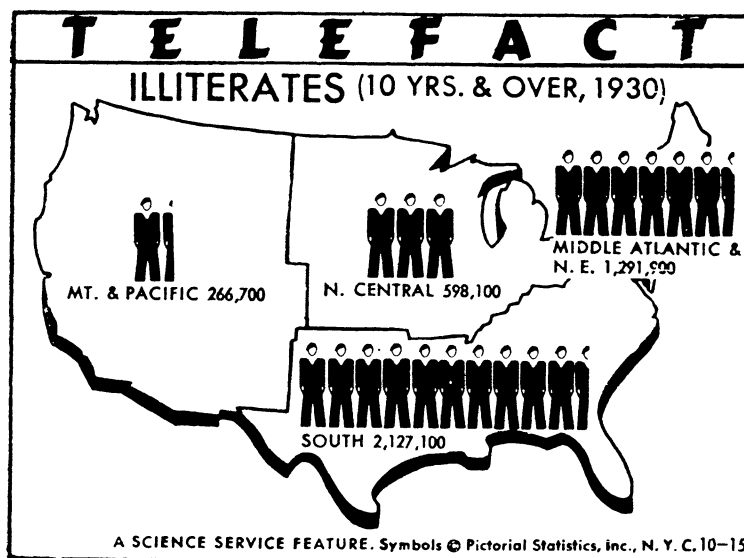 TELEFACT
ILLITERATES (10 YRS. & OVER, 1930)
MIDDLE ATLANTIC &
N. E. 1,291,900
MT. & PACIFIC 266,700
N. CENTRAL 598,100
SOUTH 2,127,100
A SCIENCE SERVICE FEATURE. Symbols © Pictorial Statistics, Inc., N. Y. C. 10-15